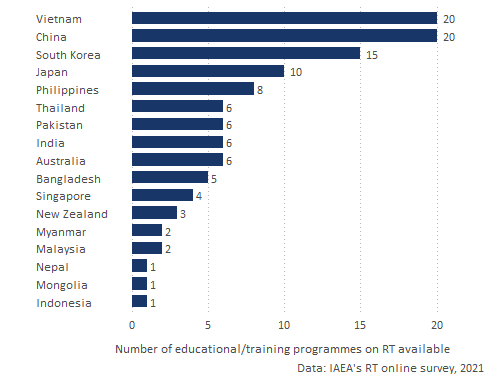 Vietnam 20
China 20
South Korea 15
Japan 10
Philippines 8
Thailand 6
Pakistan 6
India 6
Australia 6
Bangladesh 5
Singapore 4
New Zealand 3
Myanmar 2
Malaysia 2
Nepal 1
Mongolia 1
Indonesia 1
0 5 10 15 20
Number of educational/training programmes on RT available
Data: IAEA's RT online survey, 2021